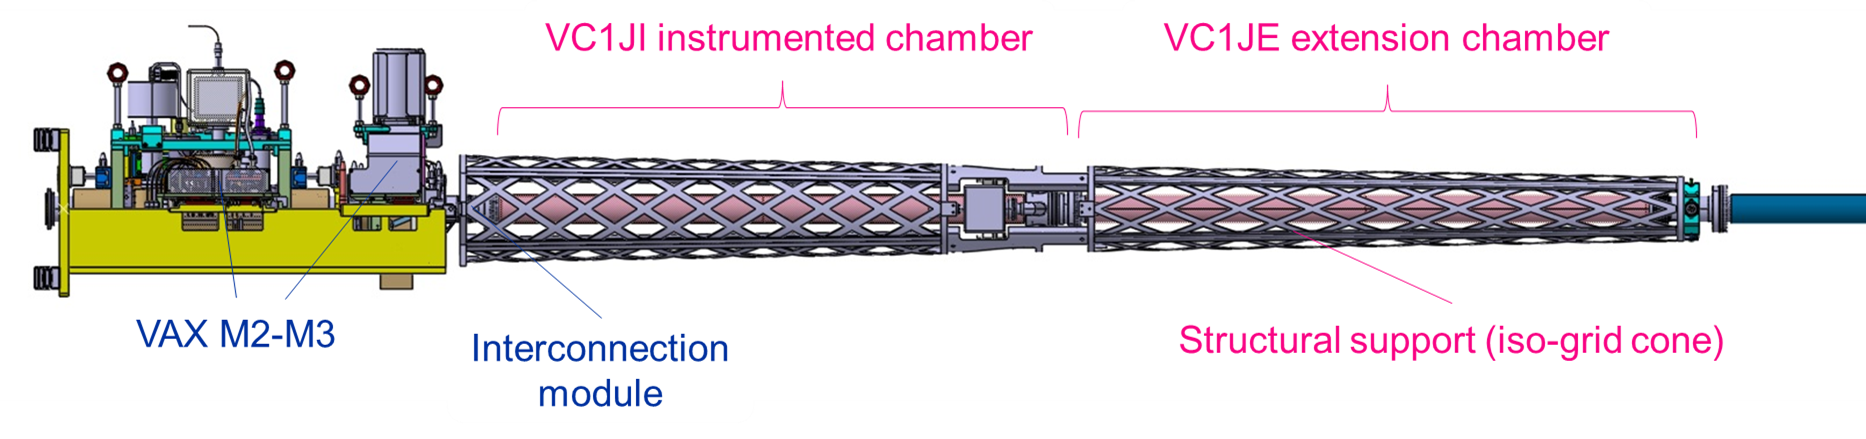 VC1JI instrumented chamber
VC1JE extension chamber
VAX M2-M3
Interconnection
module
Structural support (iso-grid cone)